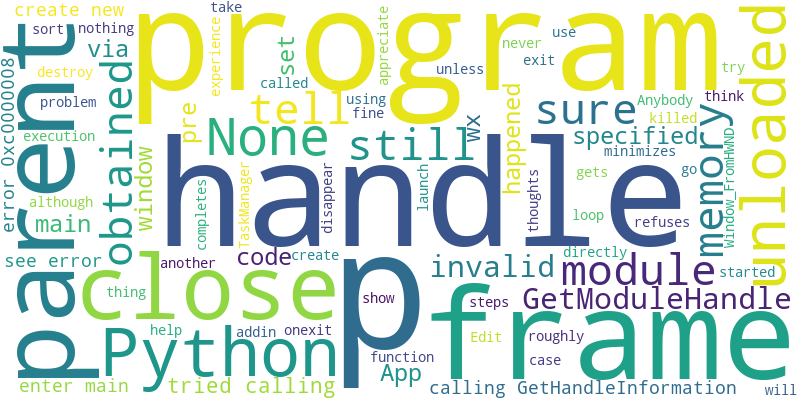 create new
sort
nothing
via
destroy
problem
error 0xc0000008
execution
although
main
see error
parent
obtained
window
enter main
thing
another
help
tried calling
addin
onexit
Python
close
program
take
experience
called
set
tell
pre
None
using
fine
appreciate
still
wx
unless
never
exit
use
happened
sure
specified
minimizes
Anybody
killed
think
try
memory
Window_FromHWND
unloaded
handle
completes
TaskManager
disappear
launch
thoughts
gets
loop
refuses
go
directly
started
code
create
show
p
function
App
invalid
module
steps
GetModuleHandle
frame
Edit
roughly
case
calling GetHandleInformation
will